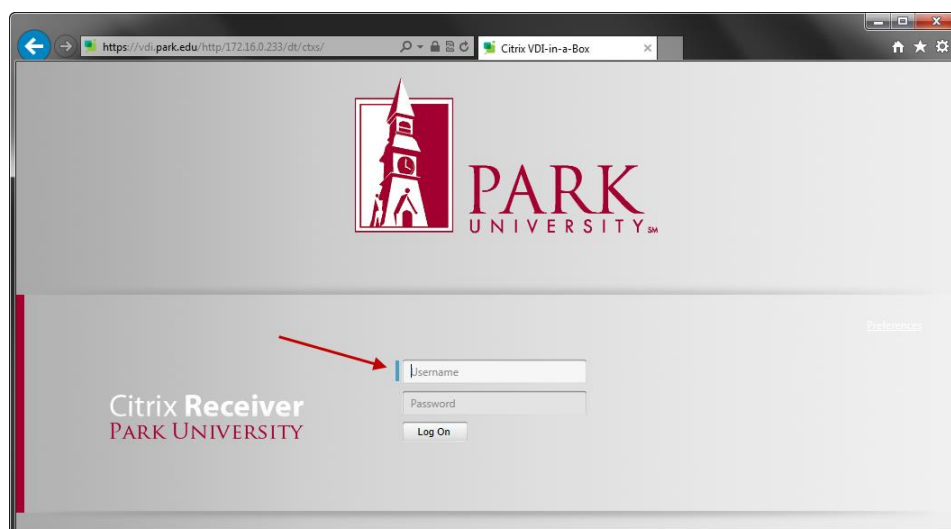 https://vdi.park.edu/http/172.16.0.233/dt/ctxs/
Citrix VDI-in-a-Box
PARK
UNIVERSITY SM
Preferences
Username
Password
Log On
Citrix Receiver
PARK UNIVERSITY